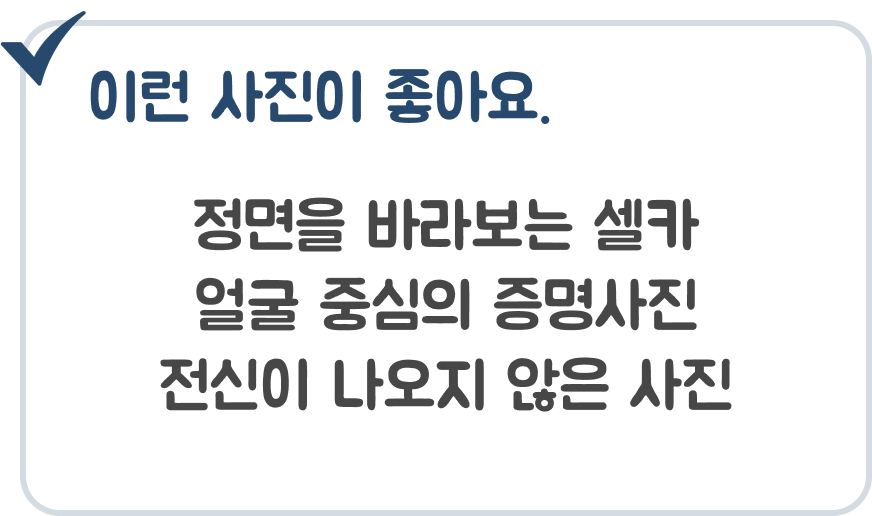 이런 사진이 좋아요.
정면을 바라보는 셀카
얼굴 중심의 증명사진
전신이 나오지 않은 사진